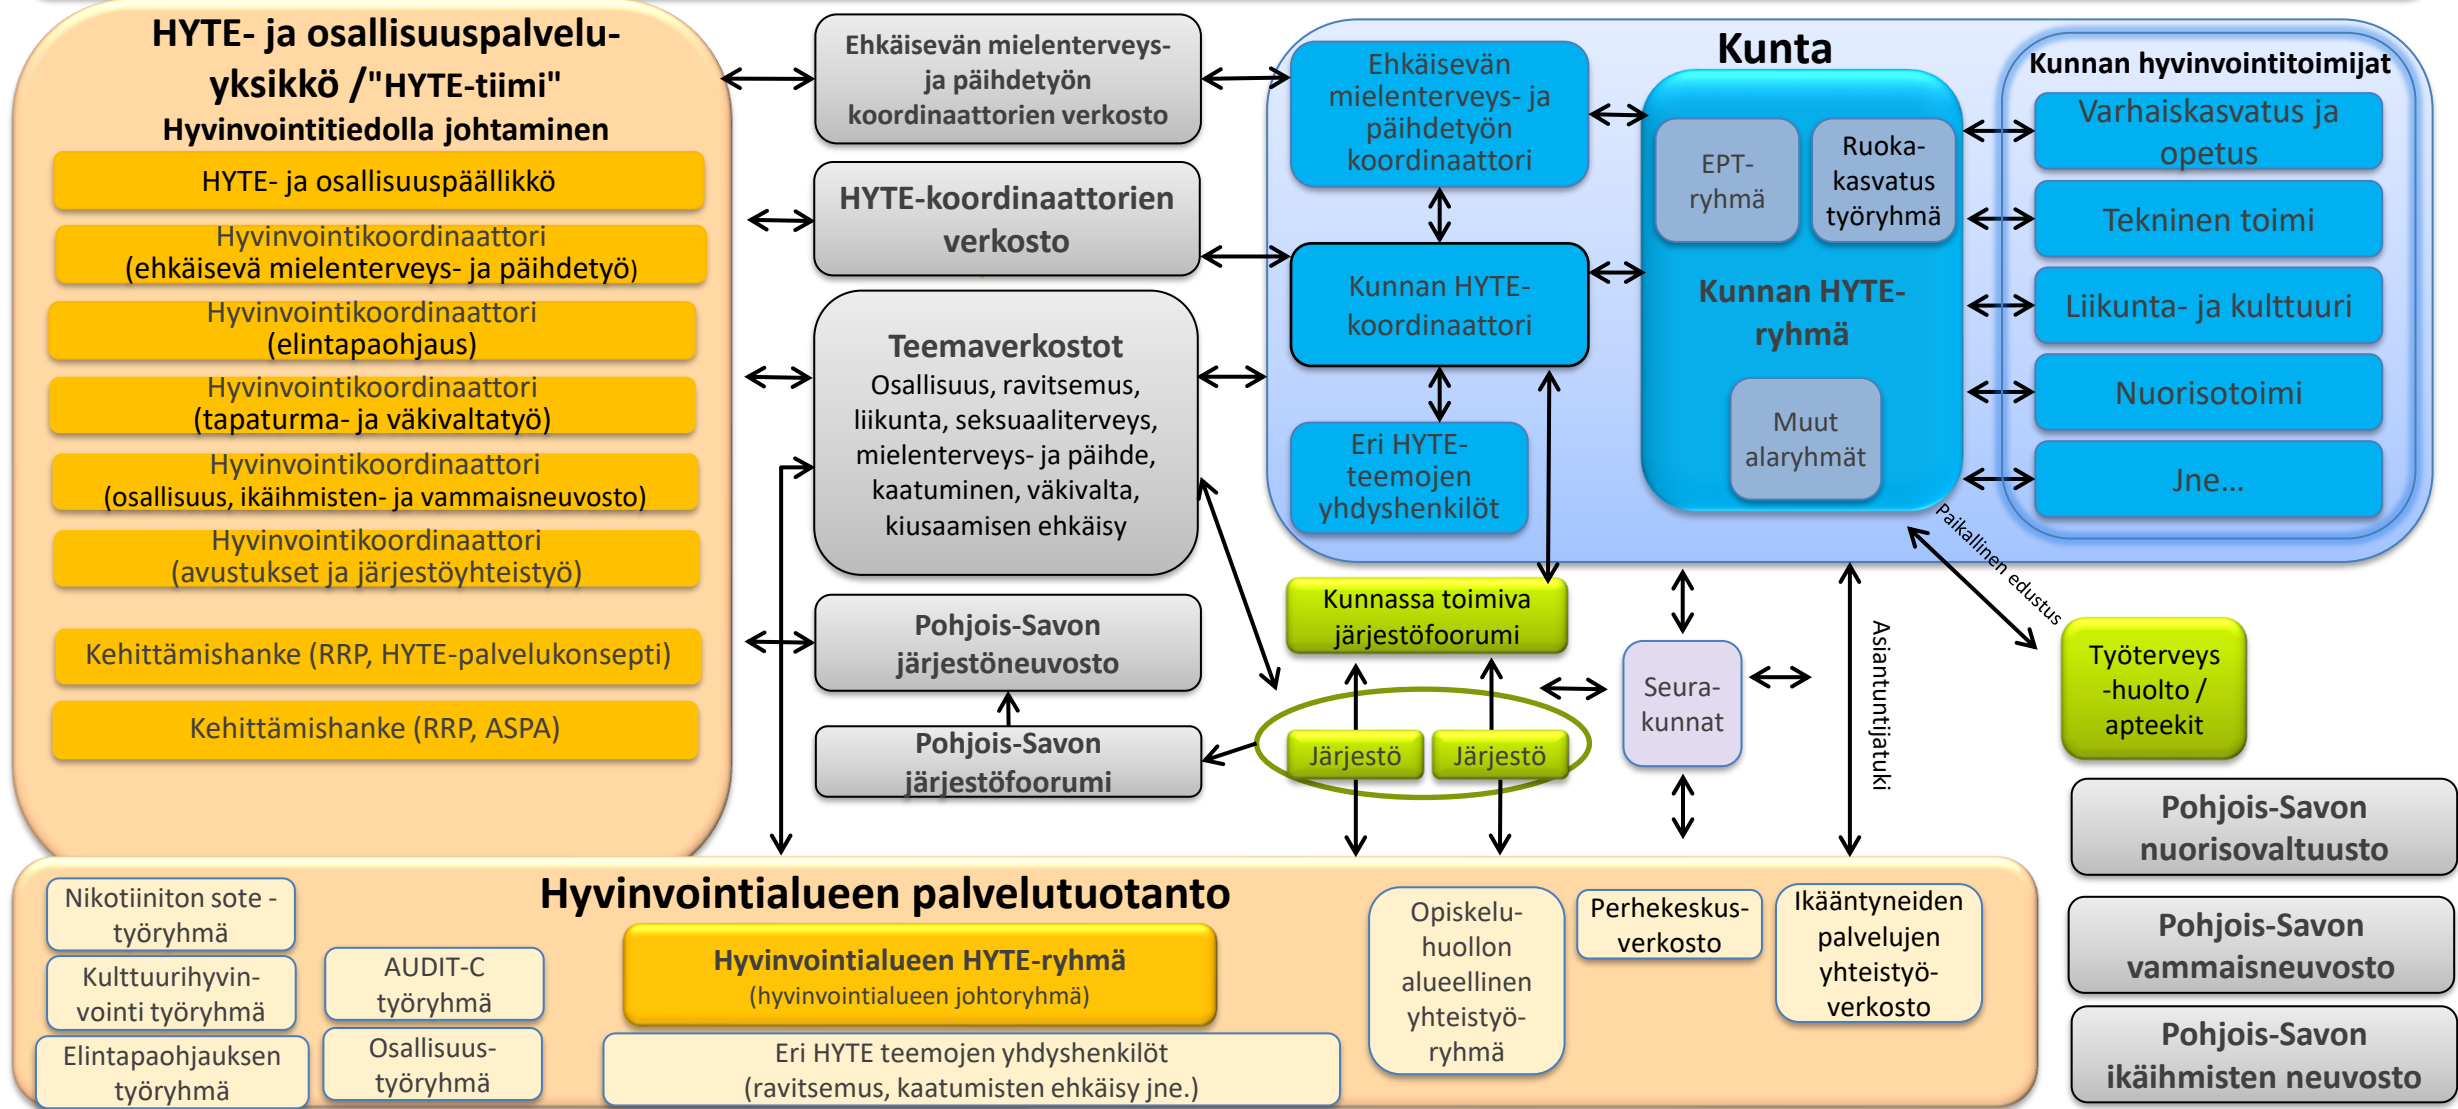 HYTE- ja osallisuuspalvelu-
yksikkö /"HYTE-tiimi"
Hyvinvointitiedolla johtaminen
HYTE- ja osallisuuspäällikkö
Hyvinvointikoordinaattori
(ehkäisevä mielenterveys- ja päihdetyö)
Hyvinvointikoordinaattori
(elintapaohjaus)
Hyvinvointikoordinaattori
(tapaturma- ja väkivaltatyö)
Hyvinvointikoordinaattori
(osallisuus, ikäihmisten- ja vammaisneuvosto)
Hyvinvointikoordinaattori
(avustukset ja järjestöyhteistyö)
Kehittämishanke (RRP, HYTE-palvelukonsepti)
Kehittämishanke (RRP, ASPA)
Ehkäisevän mielenterveys-
ja päihdetyön
koordinaattorien verkosto
HYTE-koordinaattorien
verkosto
Teemaverkostot
Osallisuus, ravitsemus,
liikunta, seksuaaliterveys,
mielenterveys- ja päihde,
kaatuminen, väkivalta,
kiusaamisen ehkäisy
Pohjois-Savon
järjestöneuvosto
Pohjois-Savon
järjestöfoorumi
Kunta
Ehkäisevän
mielenterveys- ja
päihdetyön
koordinaattori
Kunnan HYTE-
koordinaattori
Eri HYTE-
teemojen
yhdyshenkilöt
EPT-
ryhmä
Ruoka-
kasvatus
työryhmä
Kunnan HYTE-
ryhmä
Muut
alaryhmät
Kunnan hyvinvointitoimijat
Varhaiskasvatus ja
opetus
Tekninen toimi
Liikunta- ja kulttuuri
Nuorisotoimi
Jne...
Paikallinen edustus
Kunnassa toimiva
järjestöfoorumi
Järjestö
Järjestö
Seura-
kunnat
Asiantuntijatuki
Työterveys
-huolto /
apteekit
Pohjois-Savon
nuorisovaltuusto
Pohjois-Savon
vammaisneuvosto
Pohjois-Savon
ikäihmisten neuvosto
Hyvinvointialueen palvelutuotanto
Nikotiiniton sote -
työryhmä
Kulttuurihyvin-
vointi työryhmä
Elintapaohjauksen
työryhmä
AUDIT-C
työryhmä
Osallisuus-
työryhmä
Hyvinvointialueen HYTE-ryhmä
(hyvinvointialueen johtoryhmä)
Eri HYTE teemojen yhdyshenkilöt
(ravitsemus, kaatumisten ehkäisy jne.)
Opiskelu-
huollon
alueellinen
yhteistyö-
ryhmä
Perhekeskus-
verkosto
Ikääntyneiden
palvelujen
yhteistyö-
verkosto